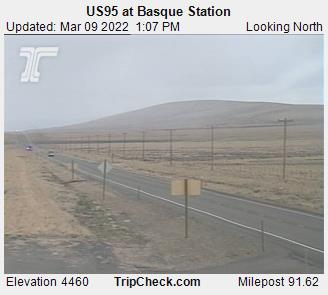 US95 at Basque Station
Updated: Mar 09 2022 1:07 PM Looking North
Elevation 4460 TripCheck.com Milepost 91.62